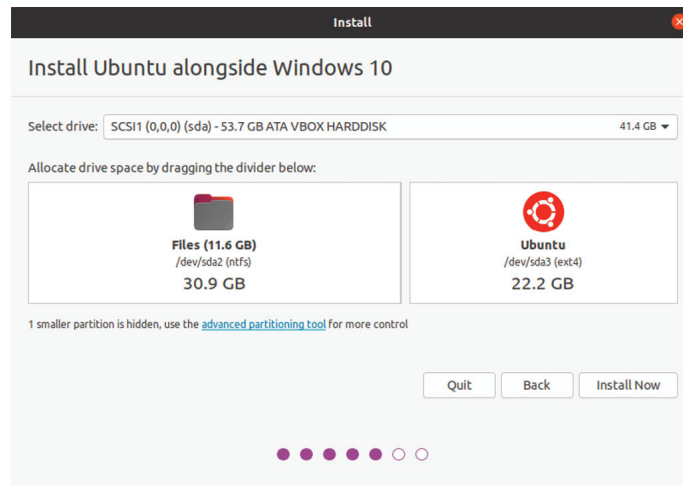 Install
Install Ubuntu alongside Windows 10
Select drive: SCSI1 (0,0,0) (sda) - 53.7 GB ATA VBOX HARDDISK 41.4 GB
Allocate drive space by dragging the divider below:
Files (11.6 GB)
/dev/sda2 (ntfs)
30.9 GB
Ubuntu
/dev/sda3 (ext4)
22.2 GB
1 smaller partition is hidden, use the advanced partitioning tool for more control
Quit Back Install Now